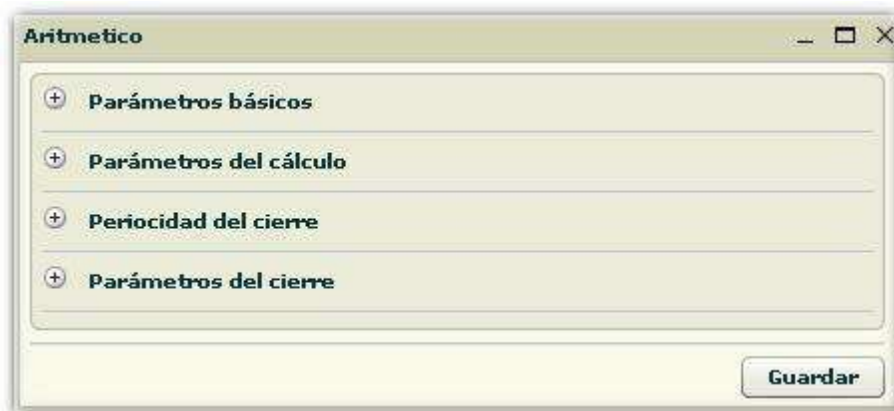 Aritmetico
Parámetros básicos
Parámetros del cálculo
Periocidad del cierre
Parámetros del cierre
Guardar